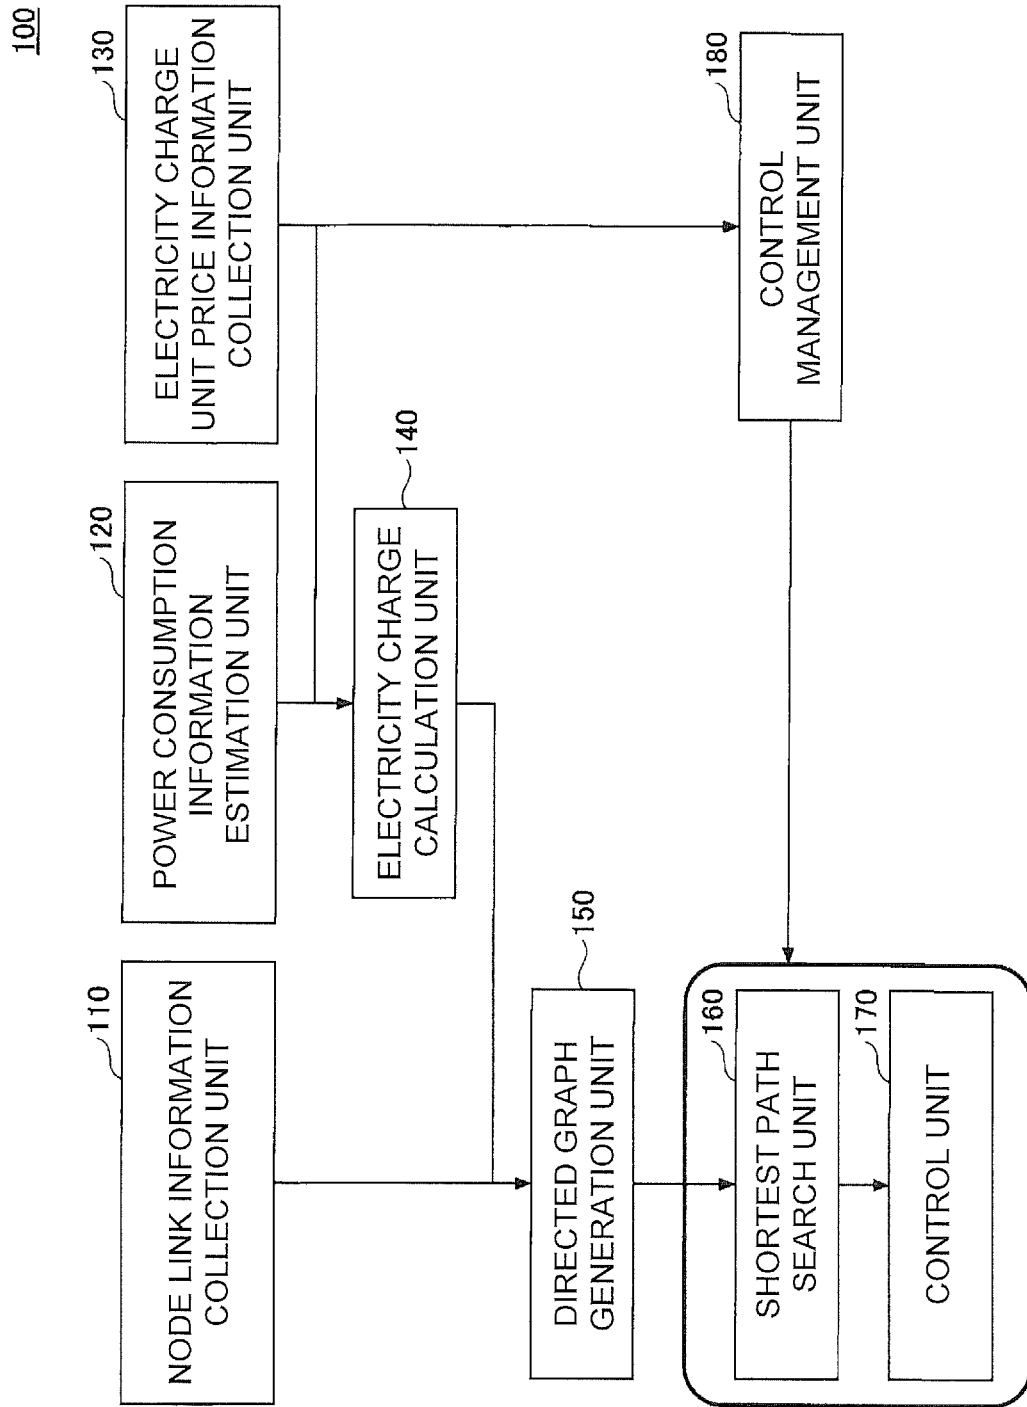 100
110
NODE LINK INFORMATION
COLLECTION UNIT
120
POWER CONSUMPTION
INFORMATION
ESTIMATION UNIT
130
ELECTRICITY CHARGE
UNIT PRICE INFORMATION
COLLECTION UNIT
140
ELECTRICITY CHARGE
CALCULATION UNIT
150
DIRECTED GRAPH
GENERATION UNIT
160
SHORTEST PATH
SEARCH UNIT
170
CONTROL UNIT
180
CONTROL
MANAGEMENT UNIT